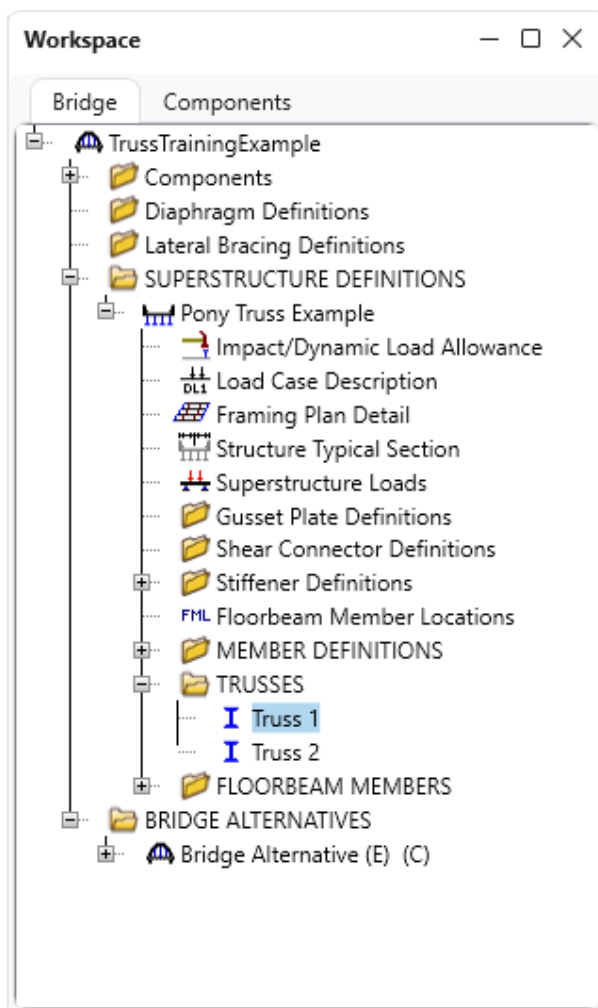 Workspace
Bridge Components
TrussTrainingExample
Components
Diaphragm Definitions
Lateral Bracing Definitions
SUPERSTRUCTURE DEFINITIONS
Pony Truss Example
Impact/Dynamic Load Allowance
DL1 Load Case Description
Framing Plan Detail
Structure Typical Section
Superstructure Loads
Gusset Plate Definitions
Shear Connector Definitions
Stiffener Definitions
FML Floorbeam Member Locations
MEMBER DEFINITIONS
TRUSSES
Truss 1
Truss 2
FLOORBEAM MEMBERS
BRIDGE ALTERNATIVES
Bridge Alternative (E) (C)